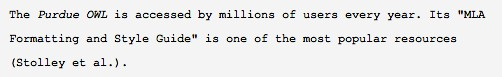 The Purdue OWL is accessed by millions of users every year. Its "MLA
Formatting and Style Guide" is one of the most popular resources
(Stolley et al.).